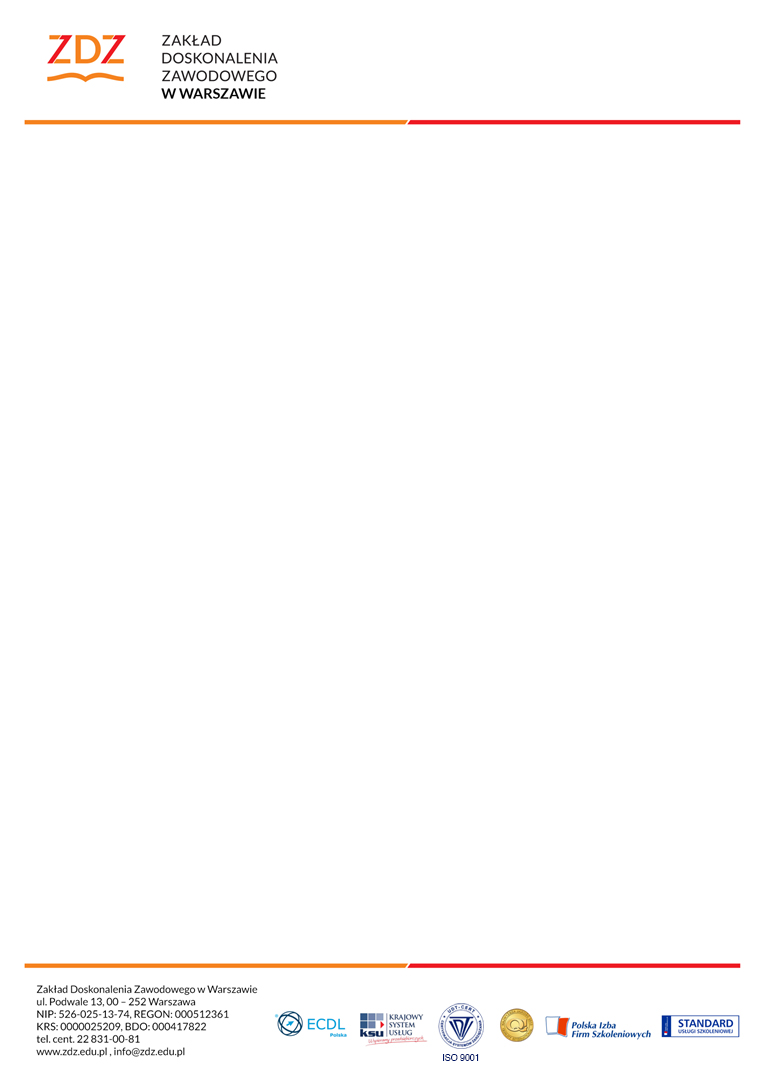 ZDZ
ZAKŁAD
DOSKONALENIA
ZAWODOWEGO
W WARSZAWIE
Zakład Doskonalenia Zawodowego w Warszawie
ul. Podwale 13, 00 – 252 Warszawa
NIP: 526-025-13-74, REGON: 000512361
KRS: 0000025209, BDO: 000417822
tel. cent. 22 831-00-81
www.zdz.edu.pl , info@zdz.edu.pl
ECDL
Polska
KRAJOWY
SYSTEM
USŁUG
ksu
UDT-CERT
ISO 9001
Polska Izba
Firm Szkoleniowych
STANDARD
USŁUGI SZKOLENIOWEJ